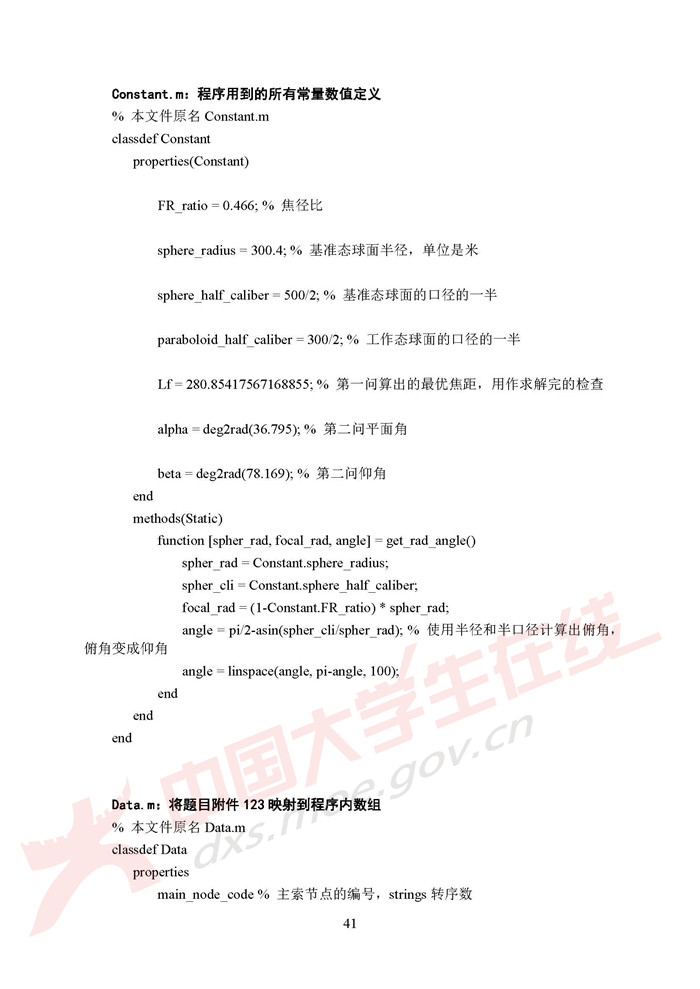 Constant.m：程序用到的所有常量数值定义
% 本文件原名 Constant.m
classdef Constant
properties(Constant)
FR_ratio = 0.466; % 焦径比
sphere_radius = 300.4; % 基准态球面半径，单位是米
sphere_half_caliber = 500/2; % 基准态球面的口径的一半
paraboloid_half_caliber = 300/2; % 工作态球面的口径的一半
Lf = 280.85417567168855; % 第一问算出的最优焦距，用作求解完的检查
alpha = deg2rad(36.795); % 第二问平面角
beta = deg2rad(78.169); % 第二问仰角
end
methods(Static)
function [spher_rad, focal_rad, angle] = get_rad_angle()
spher_rad = Constant.sphere_radius;
spher_cli = Constant.sphere_half_caliber;
focal_rad = (1-Constant.FR_ratio) * spher_rad;
angle = pi/2-asin(spher_cli/spher_rad); % 使用半径和半口径计算出俯角，
俯角变成仰角
angle = linspace(angle, pi-angle, 100);
end
end
end
Data.m：将题目附件 123 映射到程序内数组
% 本文件原名 Data.m
classdef Data
properties
main_node_code % 主索节点的编号，strings 转序数
41
中国大学生在线
dxs.moe.gov.cn